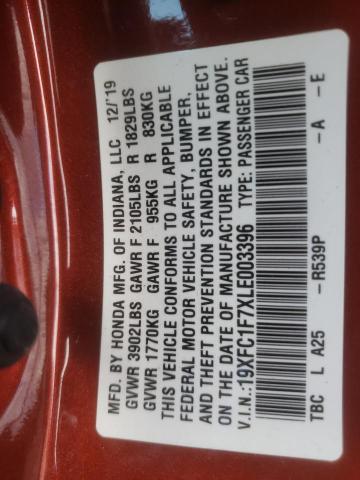 MFD. BY HONDA MFG. OF INDIANA, LLC 12/'19
GVWR 3902LBS GAWR F 2105LBS R 1829LBS
GVWR 1770KG GAWR F 955KG R 830KG
THIS VEHICLE CONFORMS TO ALL APPLICABLE
FEDERAL MOTOR VEHICLE SAFETY, BUMPER,
AND THEFT PREVENTION STANDARDS IN EFFECT
ON THE DATE OF MANUFACTURE SHOWN ABOVE.
V.I.N.:19XFC1F7XLE003396 TYPE: PASSENGER CAR
TBC L A25 -R539P -A -E